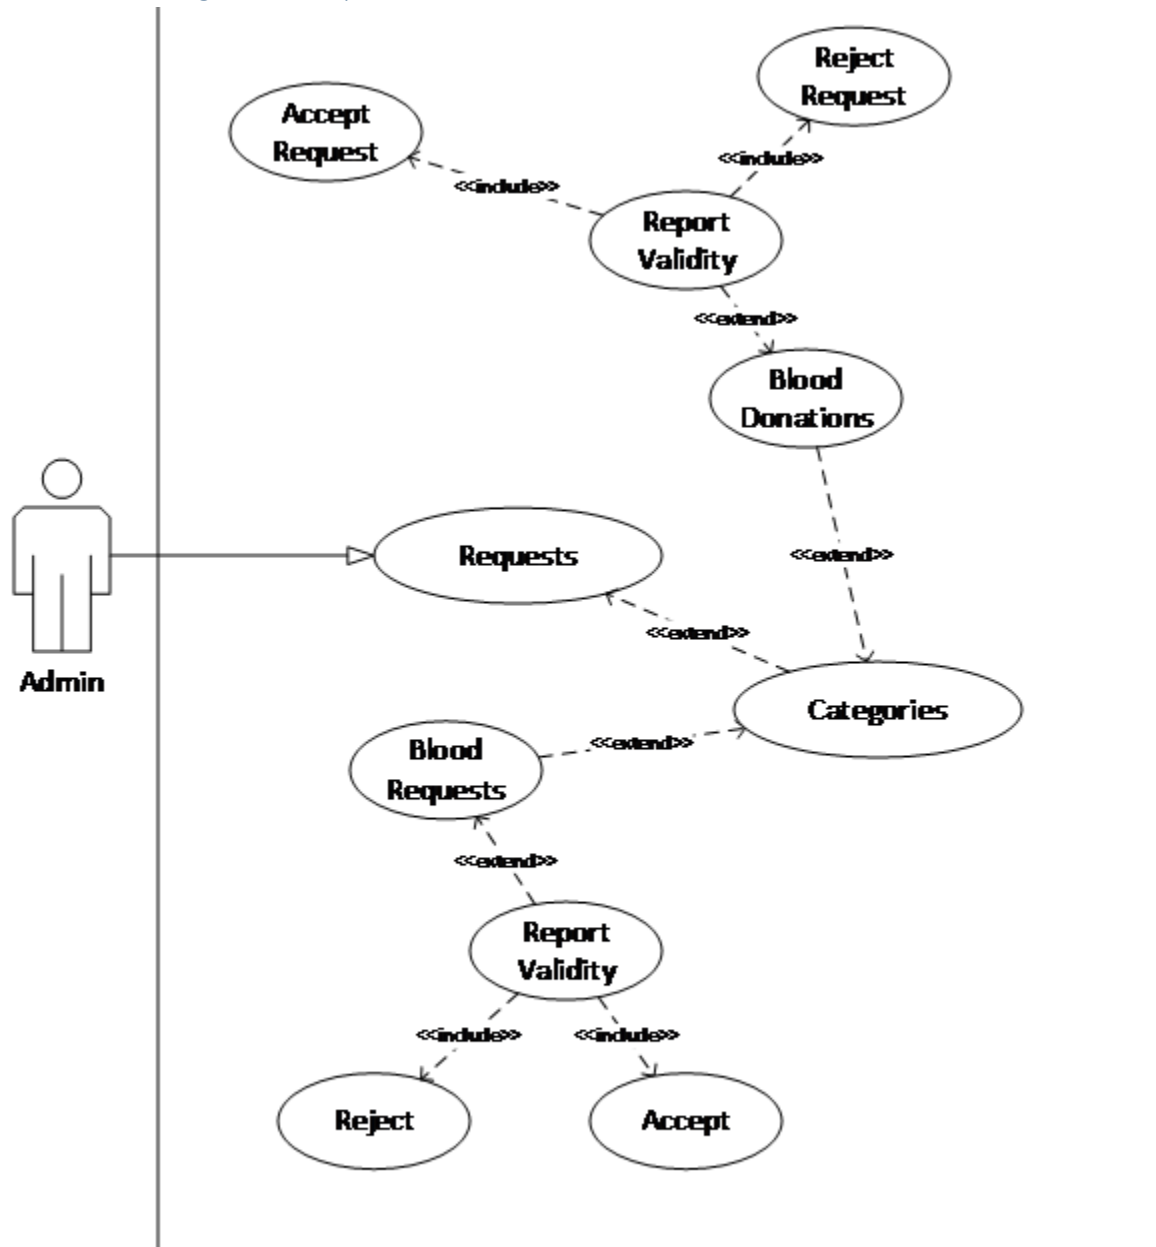 Reject
Request
Accept
Request
<<include>>
<<include>>
Report
Validity
<<extend>>
Blood
Donations
Requests
<<extend>>
<<extend>>
Admin
Categories
Blood
Requests
<<extend>>
<<extend>>
Report
Validity
<<include>>
<<include>>
Reject
Accept